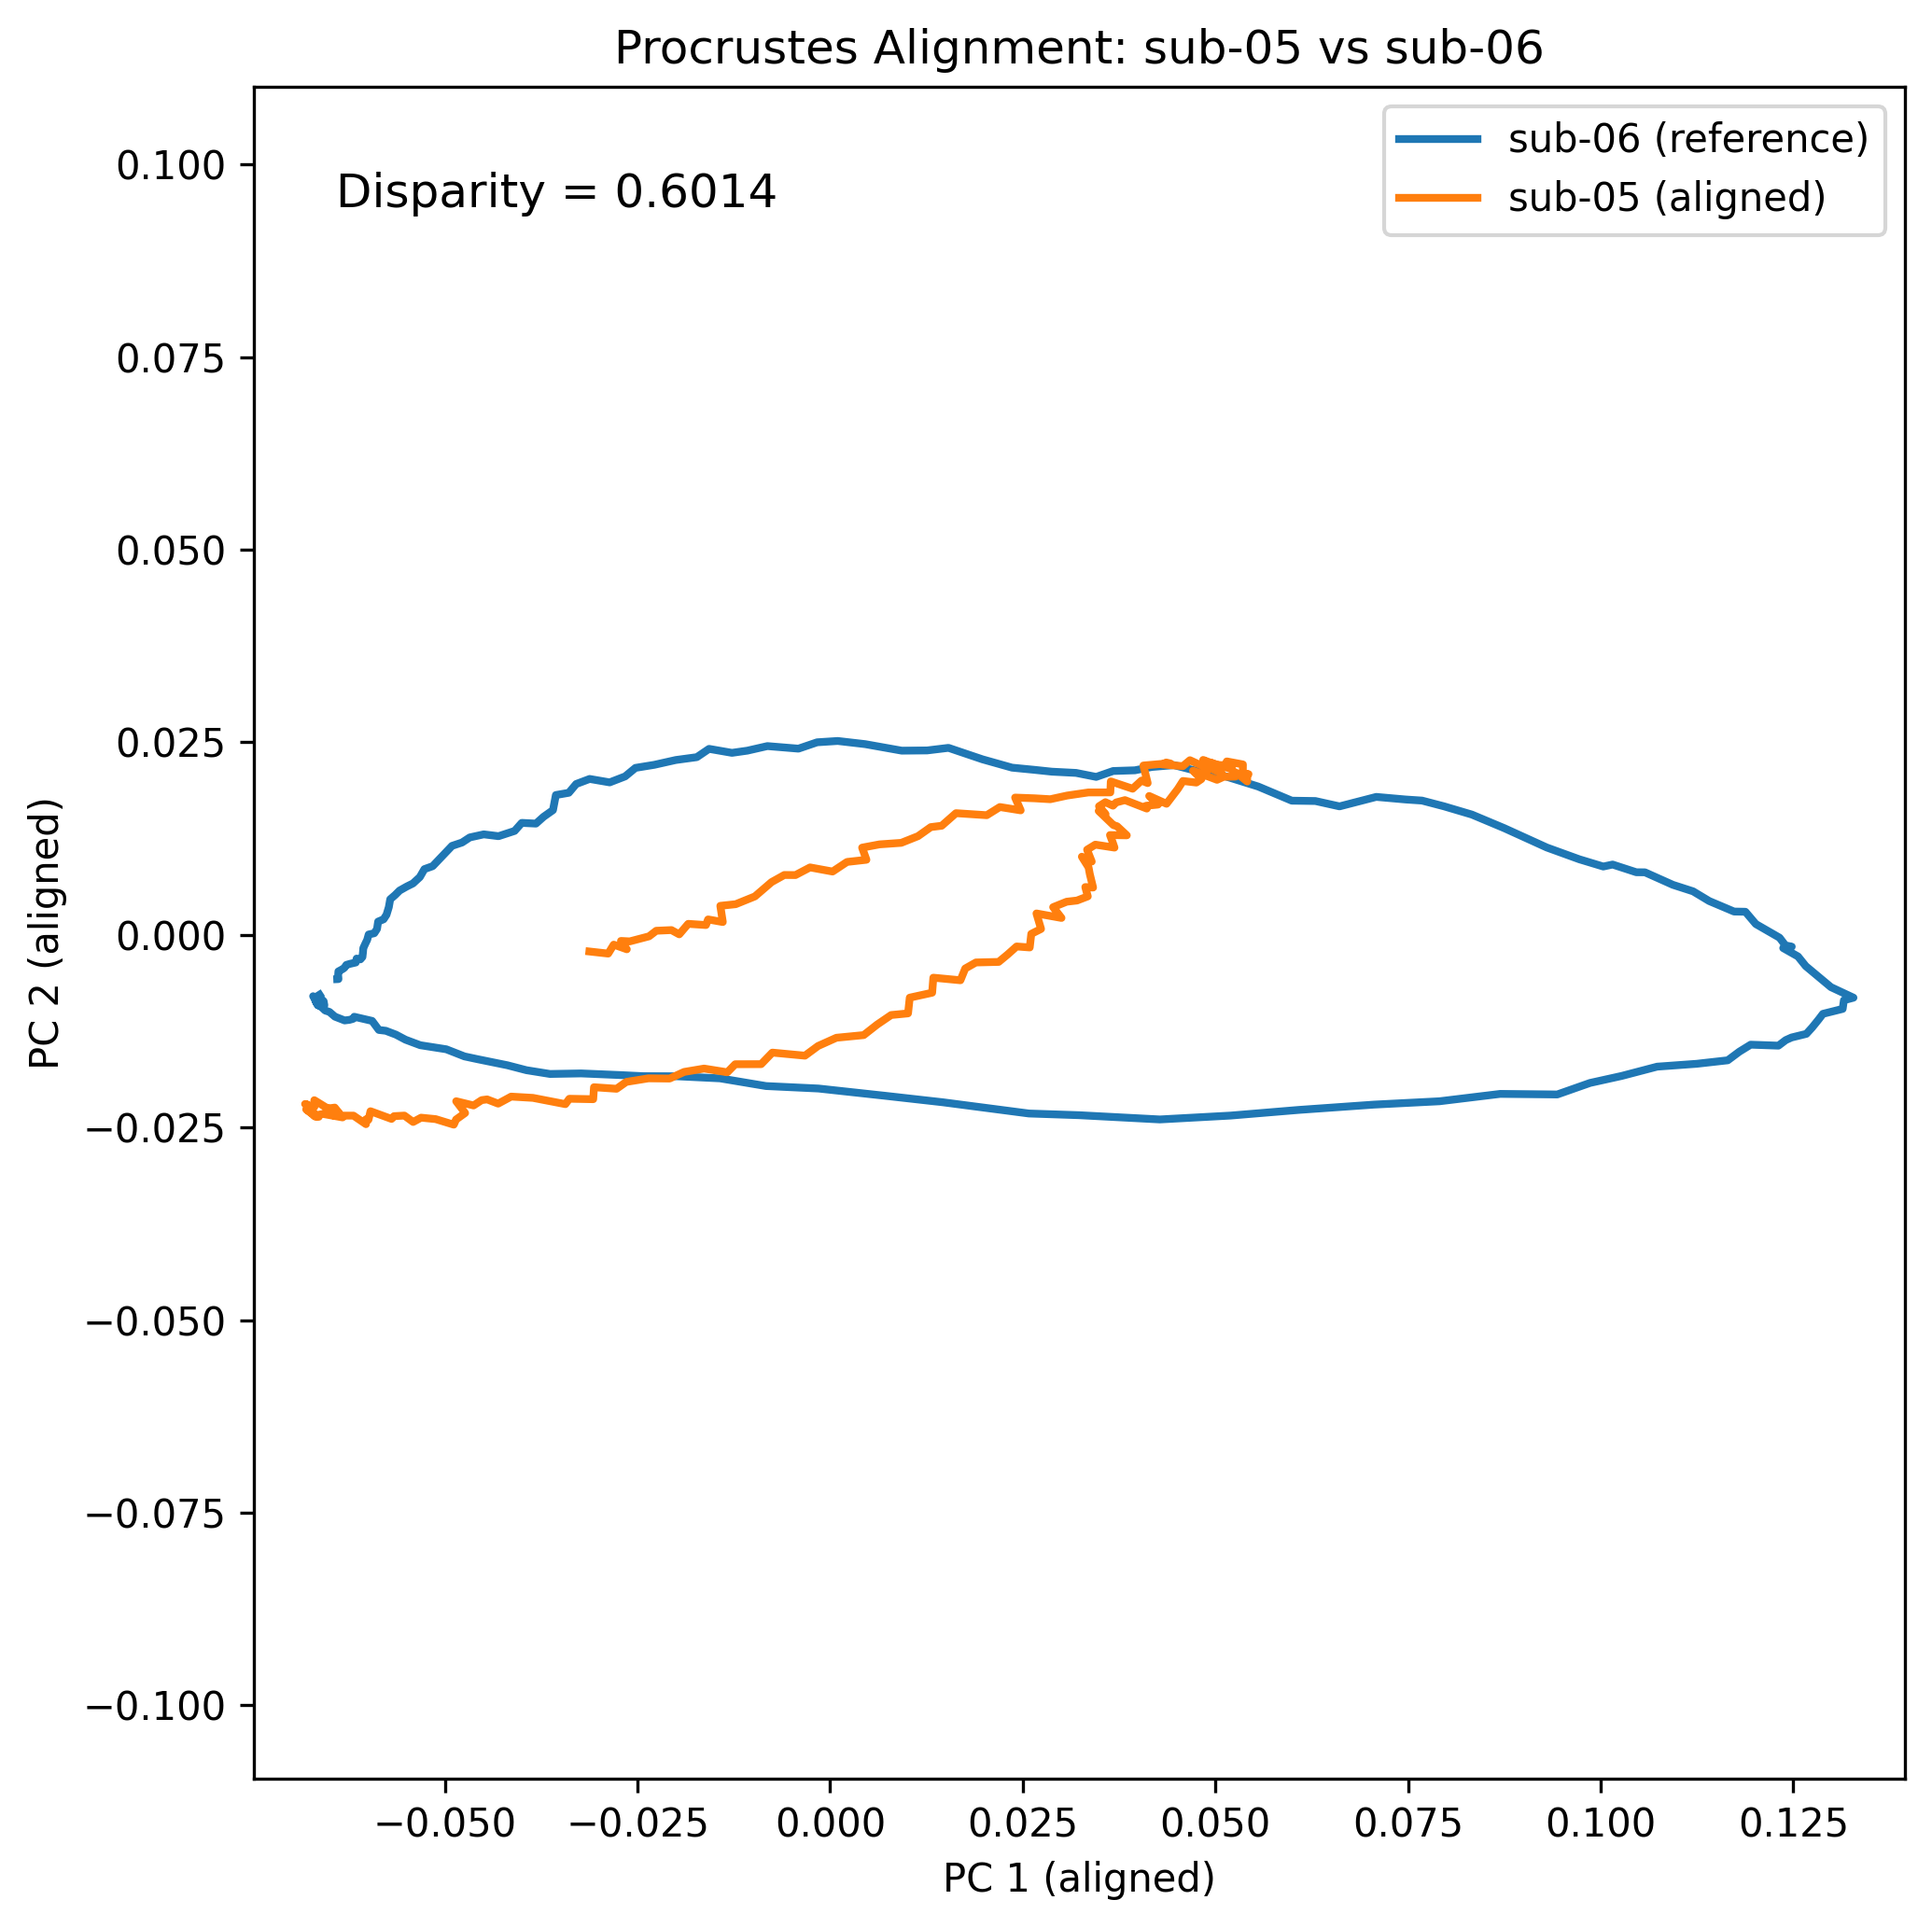 Procrustes Alignment: sub-05 vs sub-06
sub-06 (reference)
sub-05 (aligned)
Disparity = 0.6014
PC 2 (aligned)
0.100
0.075
0.050
0.025
0.000
−0.025
−0.050
−0.075
−0.100
−0.050 −0.025 0.000 0.025 0.050 0.075 0.100 0.125
PC 1 (aligned)